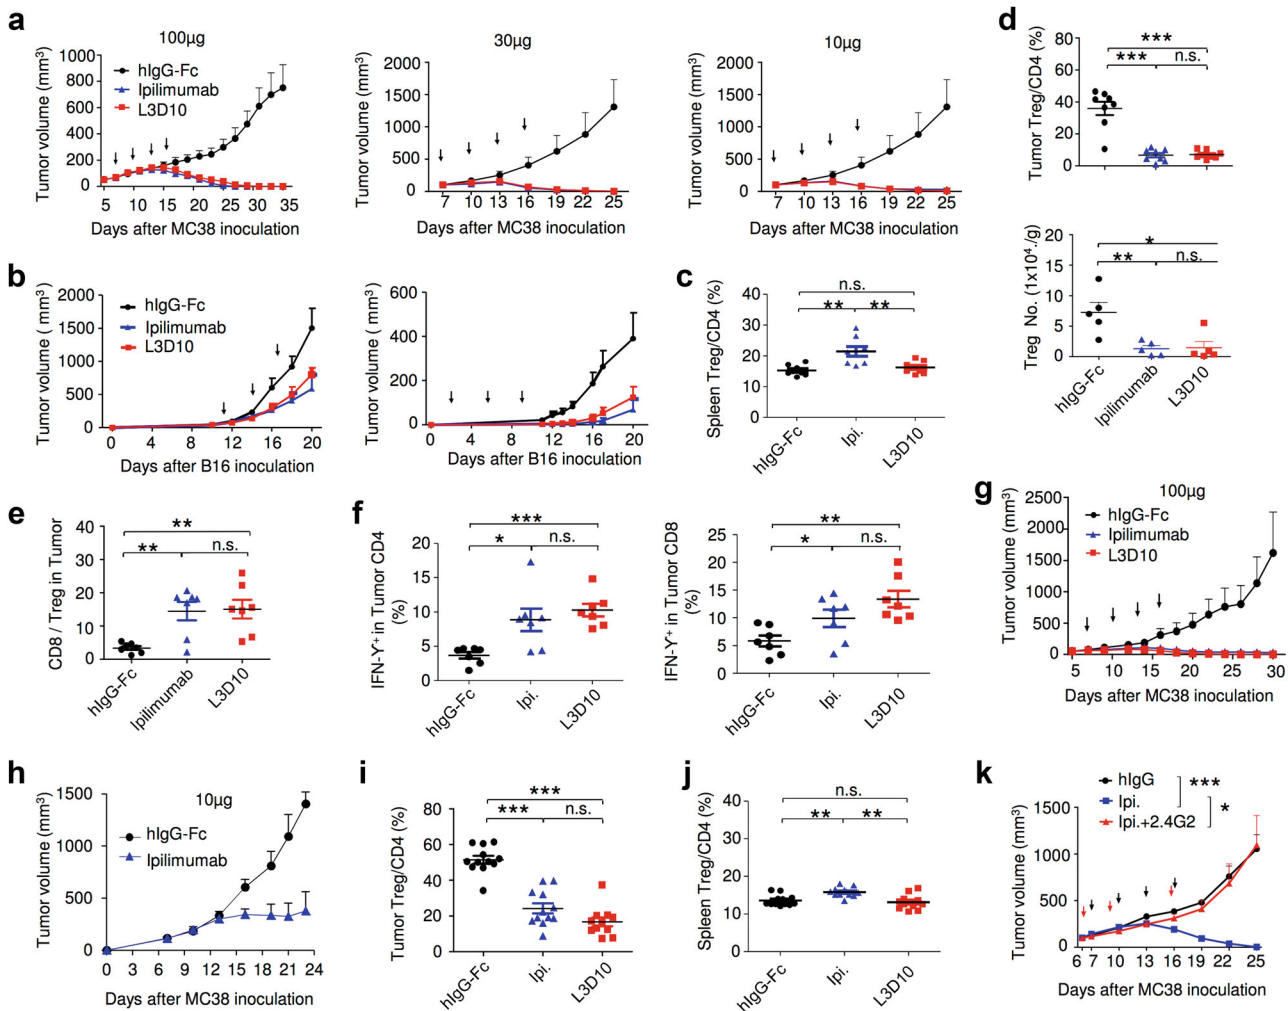 a
100µg
Tumor volume (mm³)
1000
800
600
400
200
0
hIgG-Fc
Ipilimumab
L3D10
5 10 15 20 25 30 35
Days after MC38 inoculation
30µg
Tumor volume (mm³)
2000
1500
1000
500
0
7 10 13 16 19 22 25
Days after MC38 inoculation
10µg
Tumor volume (mm³)
2000
1500
1000
500
0
7 10 13 16 19 22 25
Days after MC38 inoculation
d
Tumor Treg/CD4 (%)
80
60
40
20
0
***
*** n.s.
Treg No. (1x10⁴./g)
20
15
10
5
0
*
** n.s.
hIgG-Fc
Ipilimumab
L3D10
b
Tumor volume ( mm³)
2000
1500
1000
500
0
hIgG-Fc
Ipilimumab
L3D10
0 4 8 12 16 20
Days after B16 inoculation
Tumor volume ( mm³)
600
400
200
0
0 4 8 12 16 20
Days after B16 inoculation
c
Spleen Treg/CD4 (%)
40
30
20
10
0
n.s.
** **
hIgG-Fc
Ipi.
L3D10
e
CD8 / Treg in Tumor
40
30
20
10
0
**
** n.s.
hIgG-Fc
Ipilimumab
L3D10
f
IFN-ϒ⁺ in Tumor CD4
(%)
20
15
10
5
0
***
* n.s.
hIgG-Fc
Ipi.
L3D10
IFN-ϒ⁺ in Tumor CD8
(%)
25
20
15
10
5
0
**
* n.s.
hIgG-Fc
Ipi.
L3D10
g
100µg
Tumor volume (mm³)
2500
2000
1500
1000
500
0
hIgG-Fc
Ipilimumab
L3D10
5 10 15 20 25 30
Days after MC38 inoculation
h
10µg
Tumor volume (mm³)
1500
1000
500
0
hIgG-Fc
Ipilimumab
0 3 6 9 12 15 18 21 24
Days after MC38 inoculation
i
Tumor Treg/CD4 (%)
80
60
40
20
0
***
*** n.s.
hIgG-Fc
Ipi.
L3D10
j
Spleen Treg/CD4 (%)
40
30
20
10
0
n.s.
** **
hIgG-Fc
Ipi.
L3D10
k
hIgG
Ipi.
Ipi.+2.4G2
***
*
Tumor volume (mm³)
1500
1000
500
0
6 7 10 13 16 19 22 25
Days after MC38 inoculation